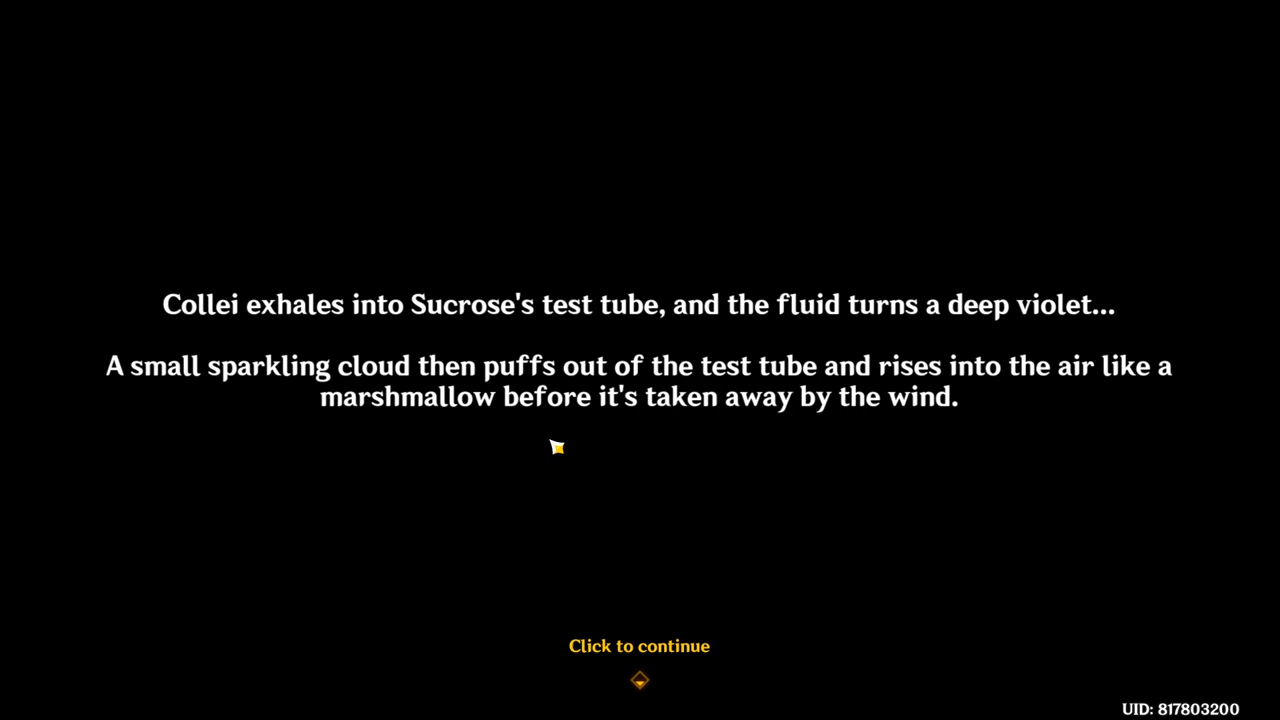 Collei exhales into Sucrose's test tube, and the fluid turns a deep violet...
A small sparkling cloud then puffs out of the test tube and rises into the air like a
marshmallow before it's taken away by the wind.
Click to continue
UID: 817803200